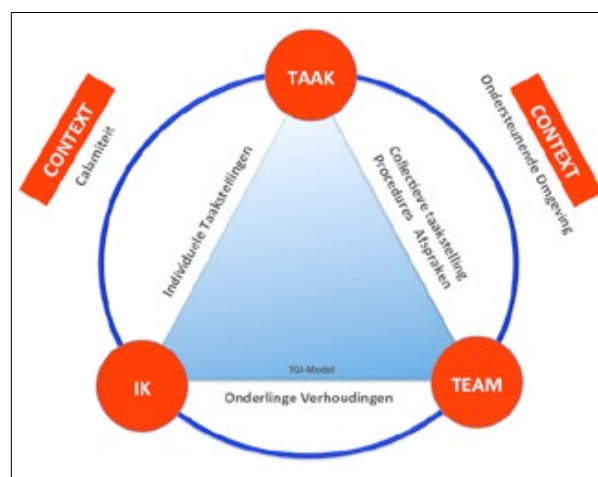 TAAK
CONTEXT
Calamiteit
CONTEXT
Ondersteunende Omgeving
Individuele Taakstellingen
Collectieve taakstelling
Procedures Afspraken
IK
TGI-Model
TEAM
Onderlinge Verhoudingen